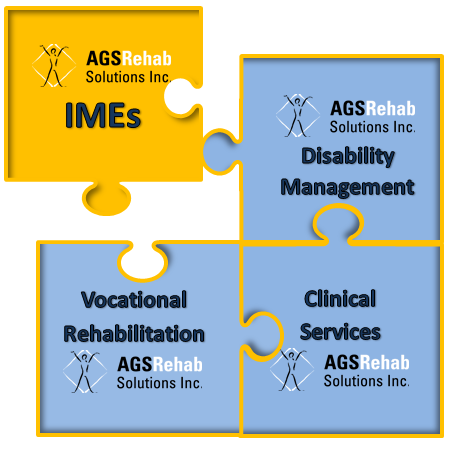 AGSRehab
Solutions Inc.
IMEs
AGSRehab
Solutions Inc.
Disability
Management
Vocational
Rehabilitation
AGSRehab
Solutions Inc.
Clinical
Services
AGSRehab
Solutions Inc.